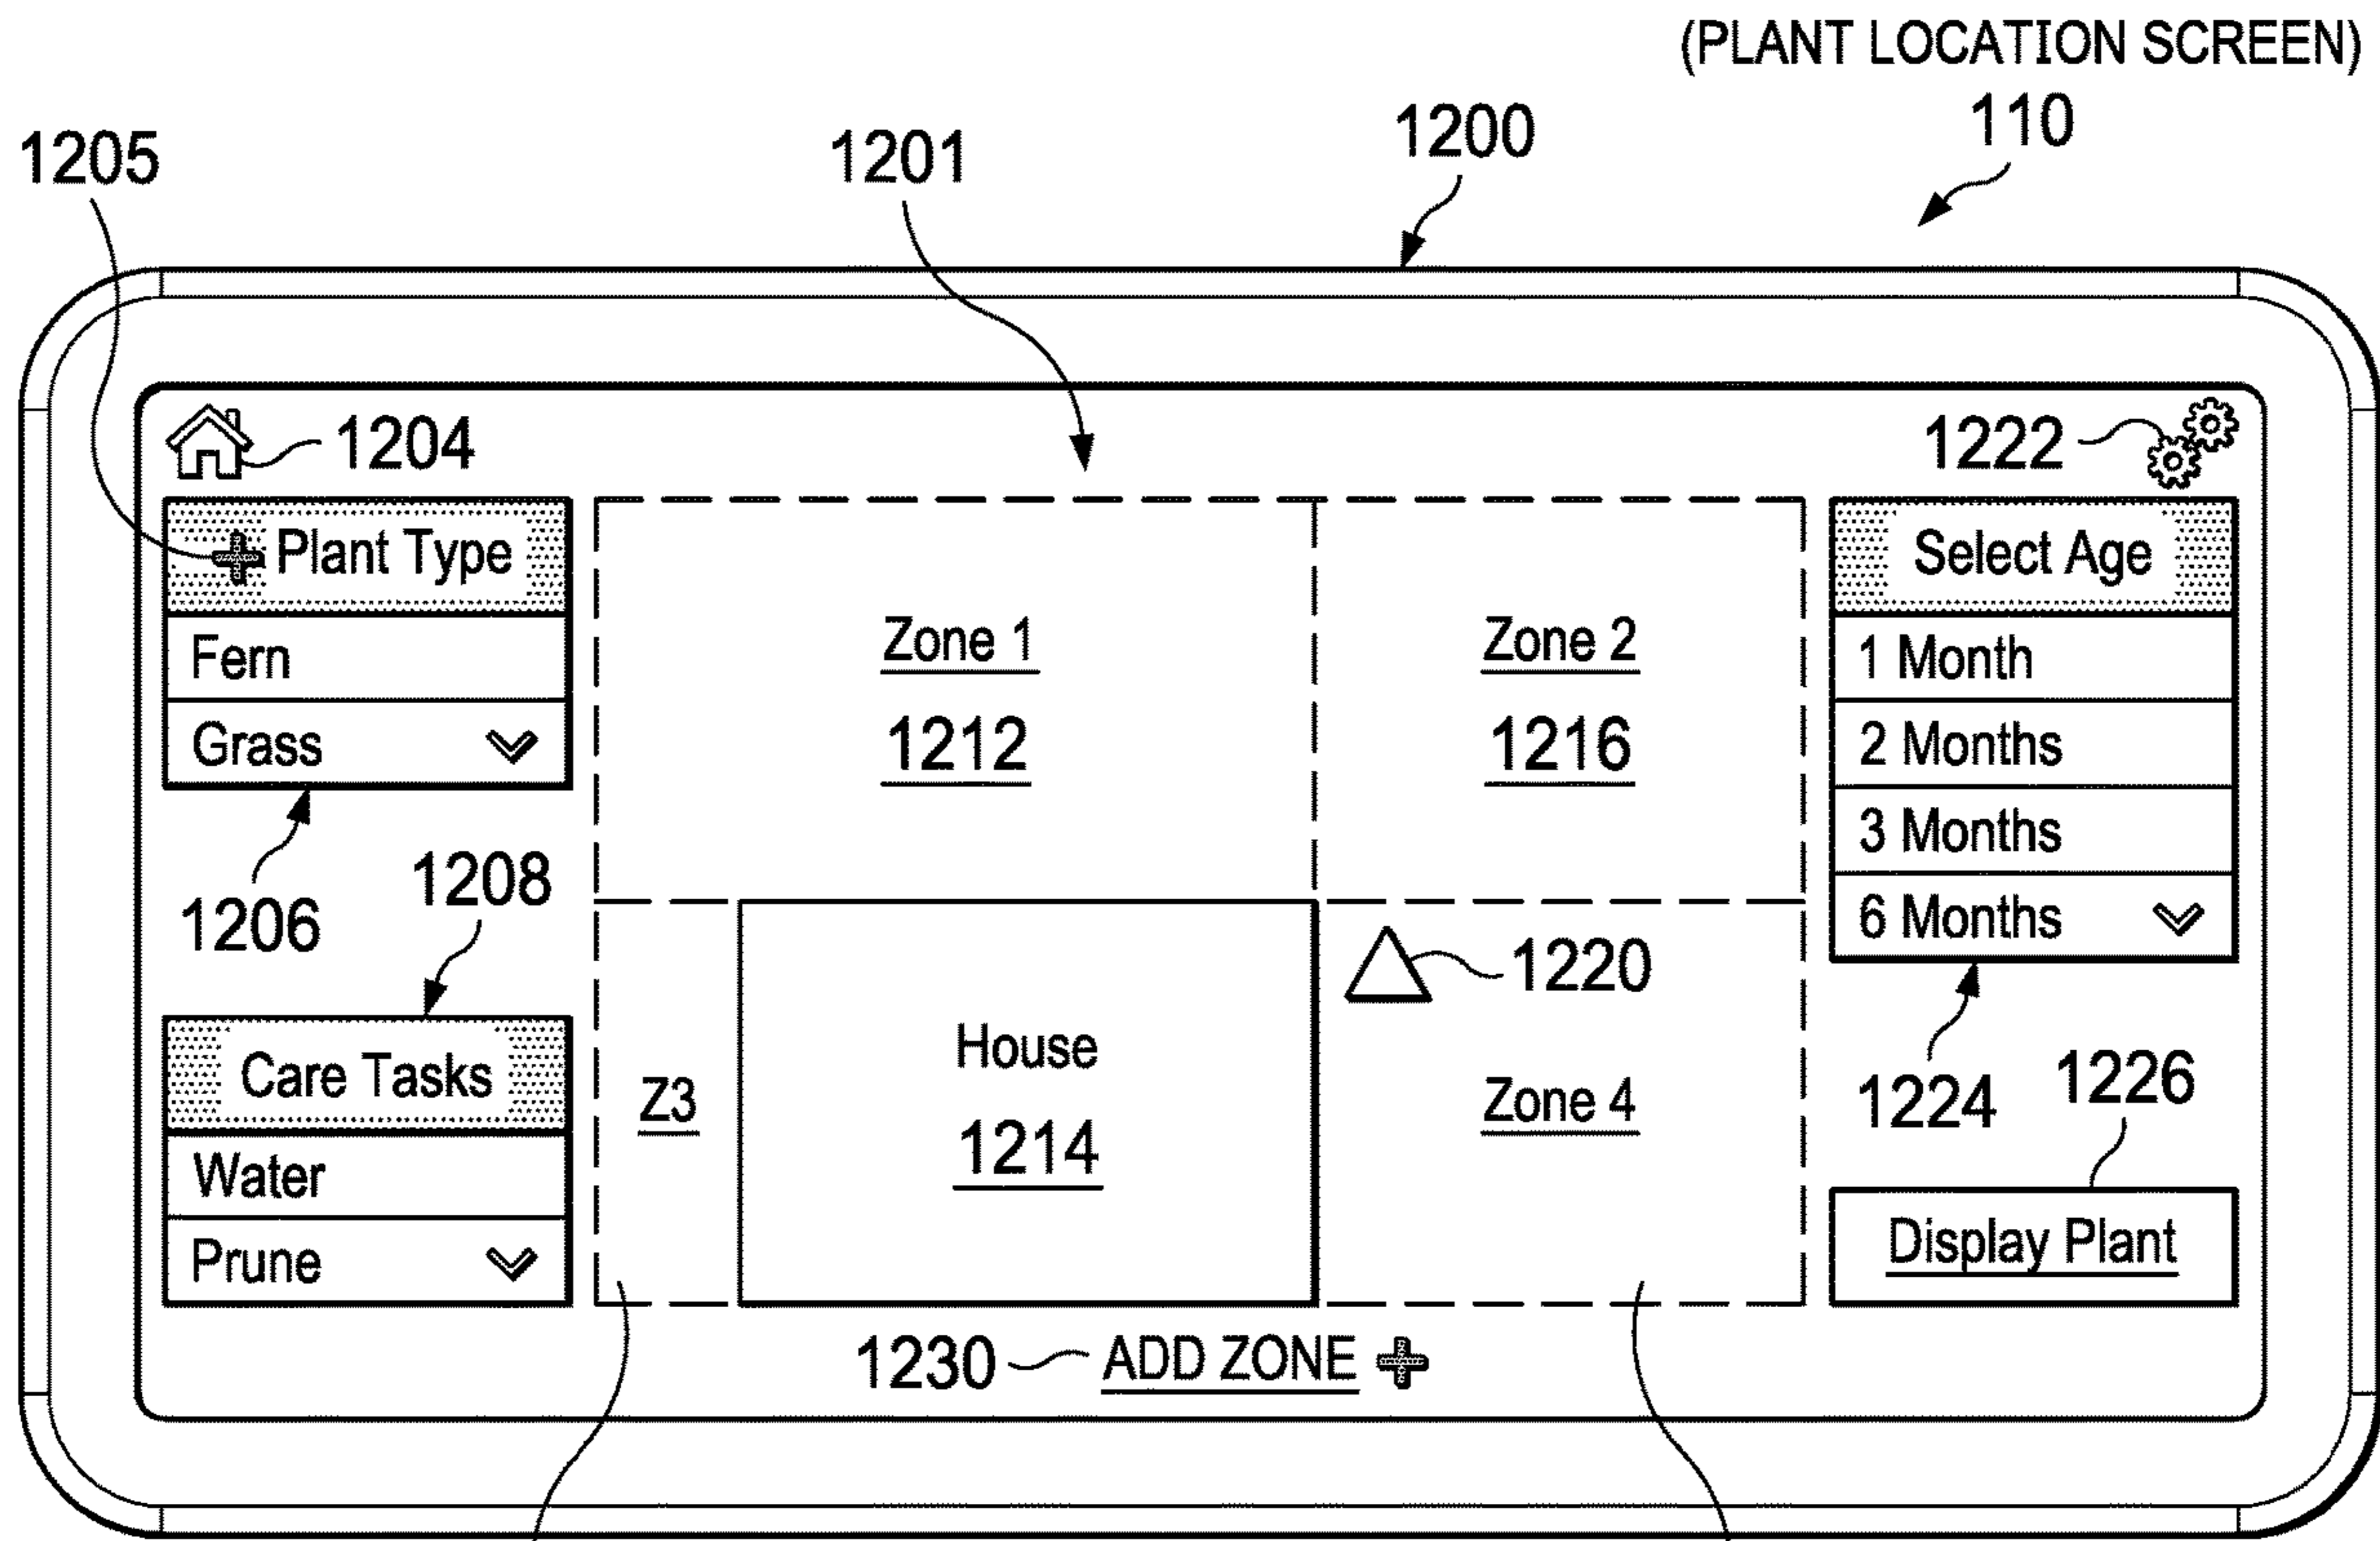 (PLANT LOCATION SCREEN)
110
1200
1201
1205
1204
1222
Plant Type
Fern
Grass
1206
1208
Care Tasks
Water
Prune
Zone 1
1212
Zone 2
1216
Z3
House
1214
1220
Zone 4
Select Age
1 Month
2 Months
3 Months
6 Months
1224
1226
Display Plant
1230
ADD ZONE